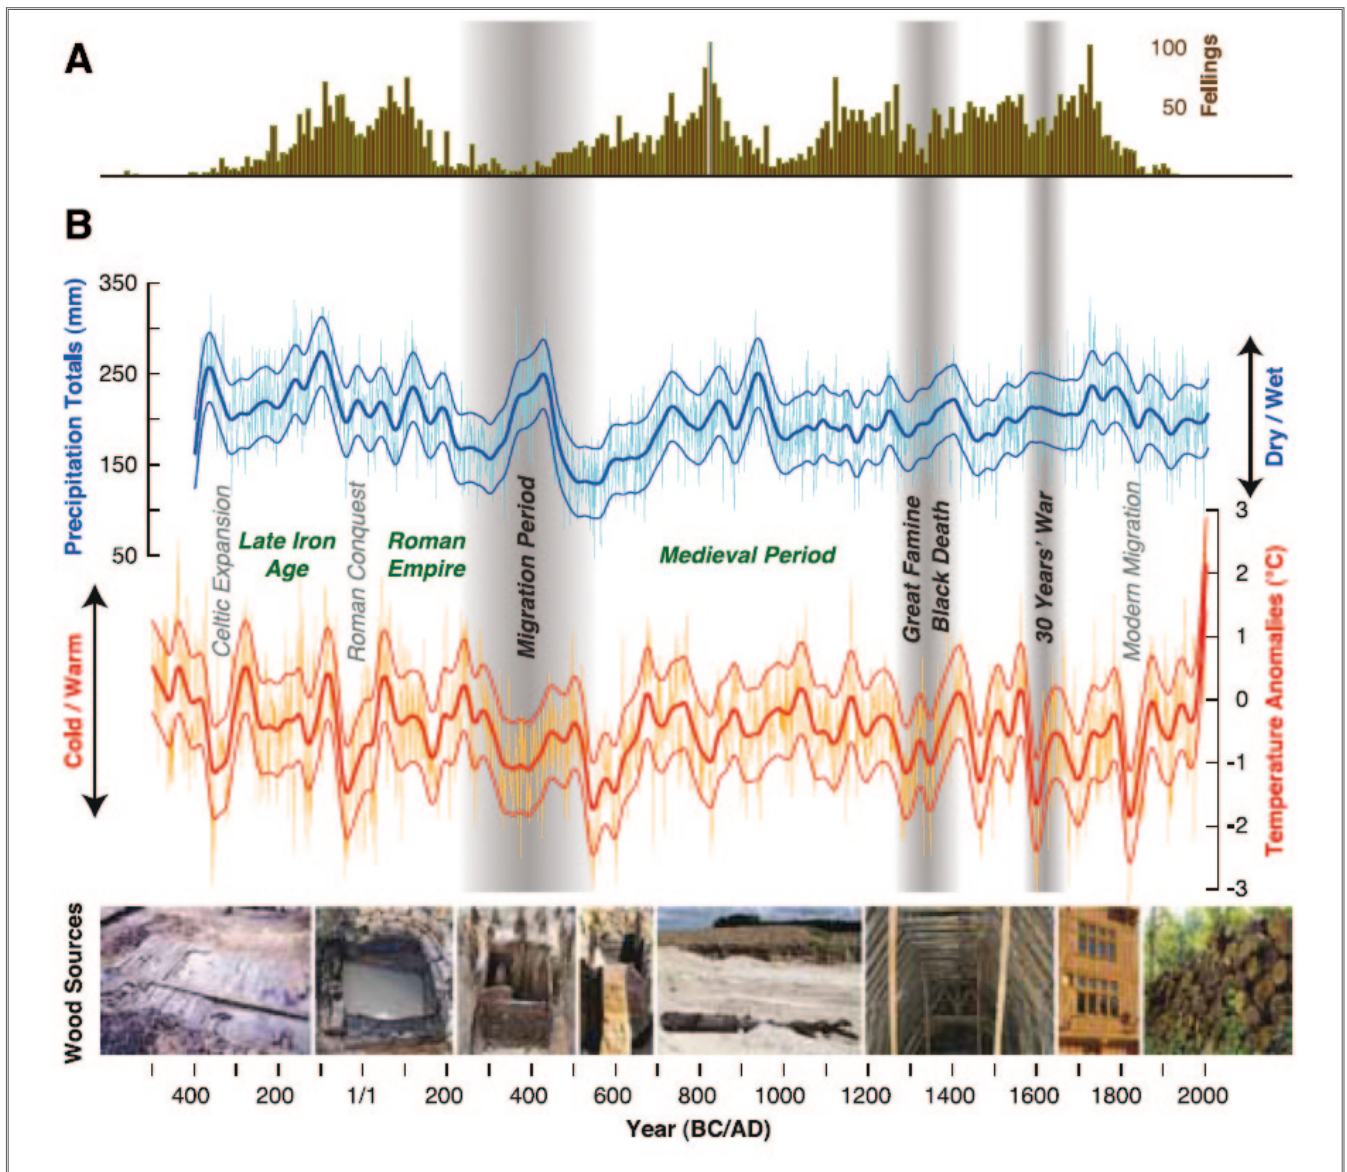 A
100
50
Fellings
B
Precipitation Totals (mm)
350
250
150
50
Dry / Wet
Celtic Expansion
Late Iron
Age
Roman Conquest
Roman
Empire
Migration Period
Medieval Period
Great Famine
Black Death
30 Years' War
Modern Migration
Cold / Warm
3
2
1
0
-1
-2
-3
Temperature Anomalies (°C)
Wood Sources
400
200
1/1
200
400
600
800
1000
1200
1400
1600
1800
2000
Year (BC/AD)